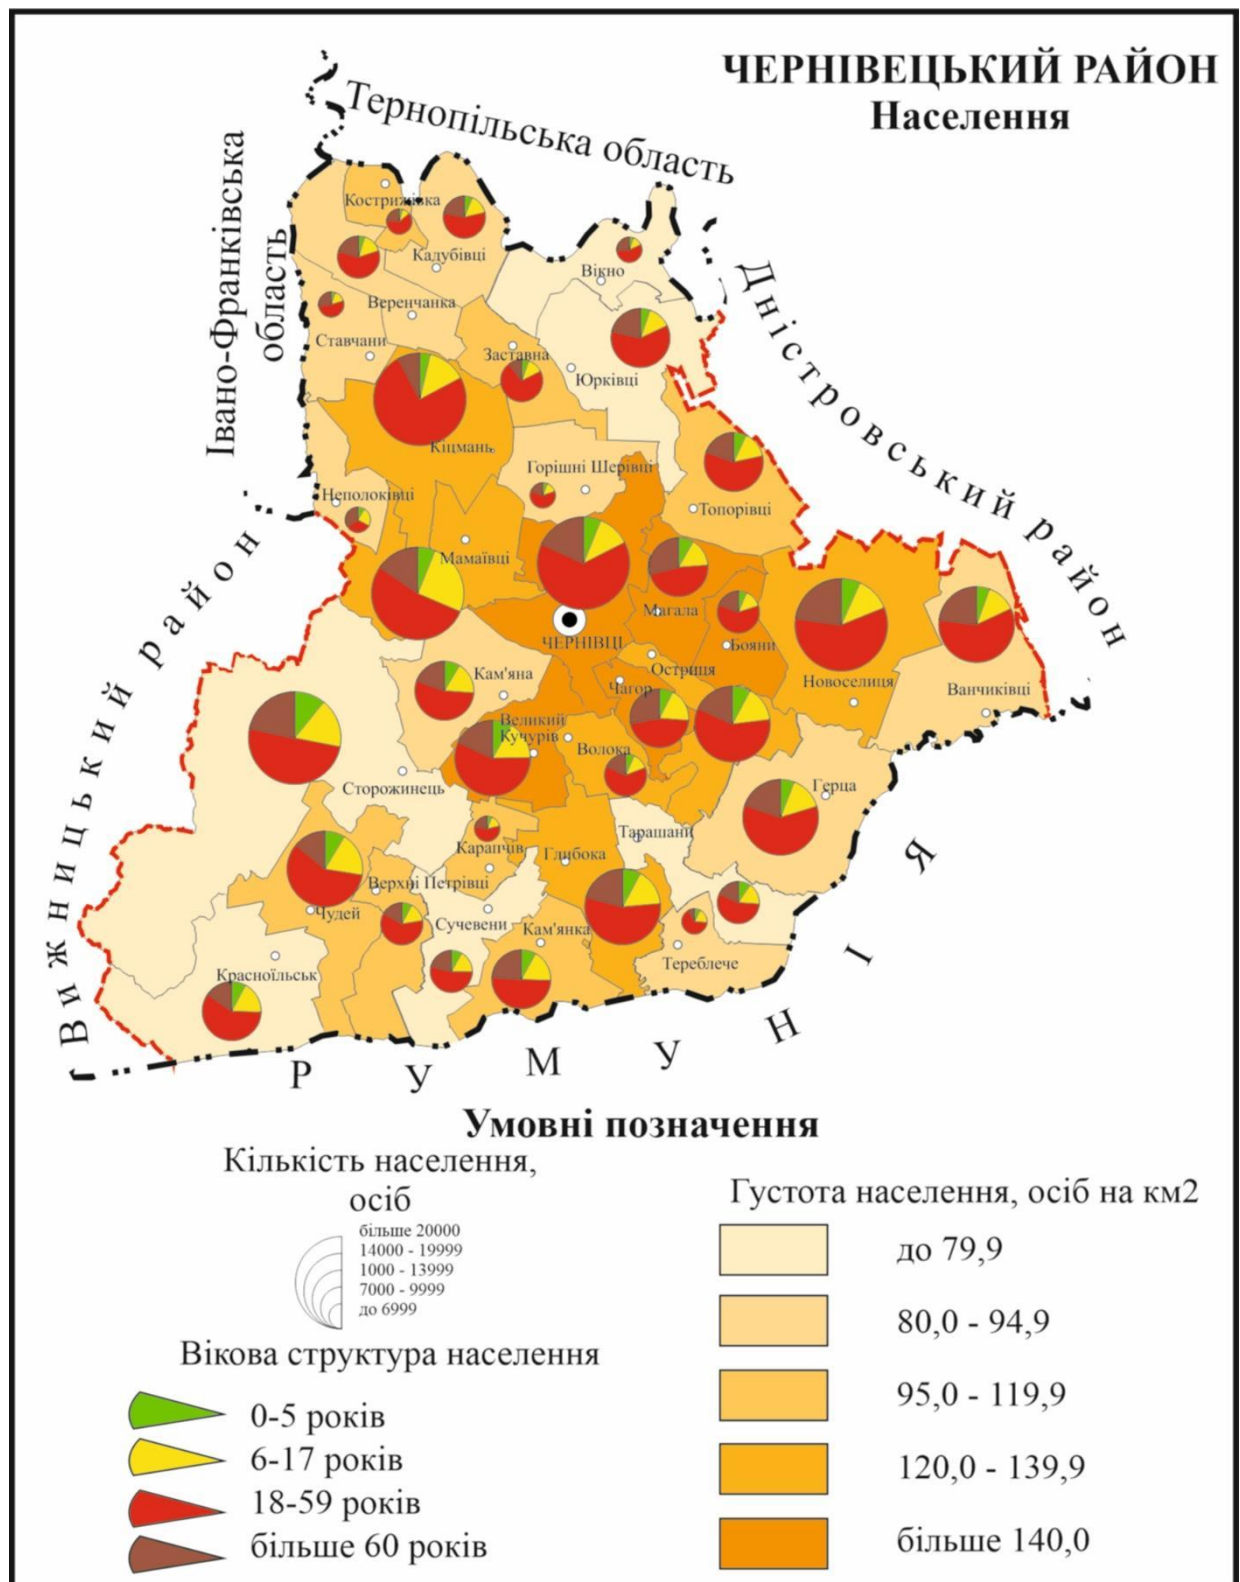 ЧЕРНІВЕЦЬКИЙ РАЙОН
Населення
Тернопільська область
Івано-Франківська
область
Дністровський район
Вижницький район
РУМУНІЯ
Кострижівка
Кадубівці
Вікно
Веренчанка
Ставчани
Заставна
Юрківці
Кіцмань
Горішні Шерівці
Неполоківці
Топорівці
Мамаївці
Магала
ЧЕРНІВЦІ
Бояни
Остриця
Кам'яна
Чагор
Новоселиця
Ванчиківці
Великий
Кучурів
Волока
Сторожинець
Герца
Тарашани
Карапчів
Глибока
Верхні Петрівці
Чудей
Сучевени
Кам'янка
Тереблече
Красноїльськ
Умовні позначення
Кількість населення,
осіб
більше 20000
14000 - 19999
1000 - 13999
7000 - 9999
до 6999
Вікова структура населення
0-5 років
6-17 років
18-59 років
більше 60 років
Густота населення, осіб на км2
до 79,9
80,0 - 94,9
95,0 - 119,9
120,0 - 139,9
більше 140,0